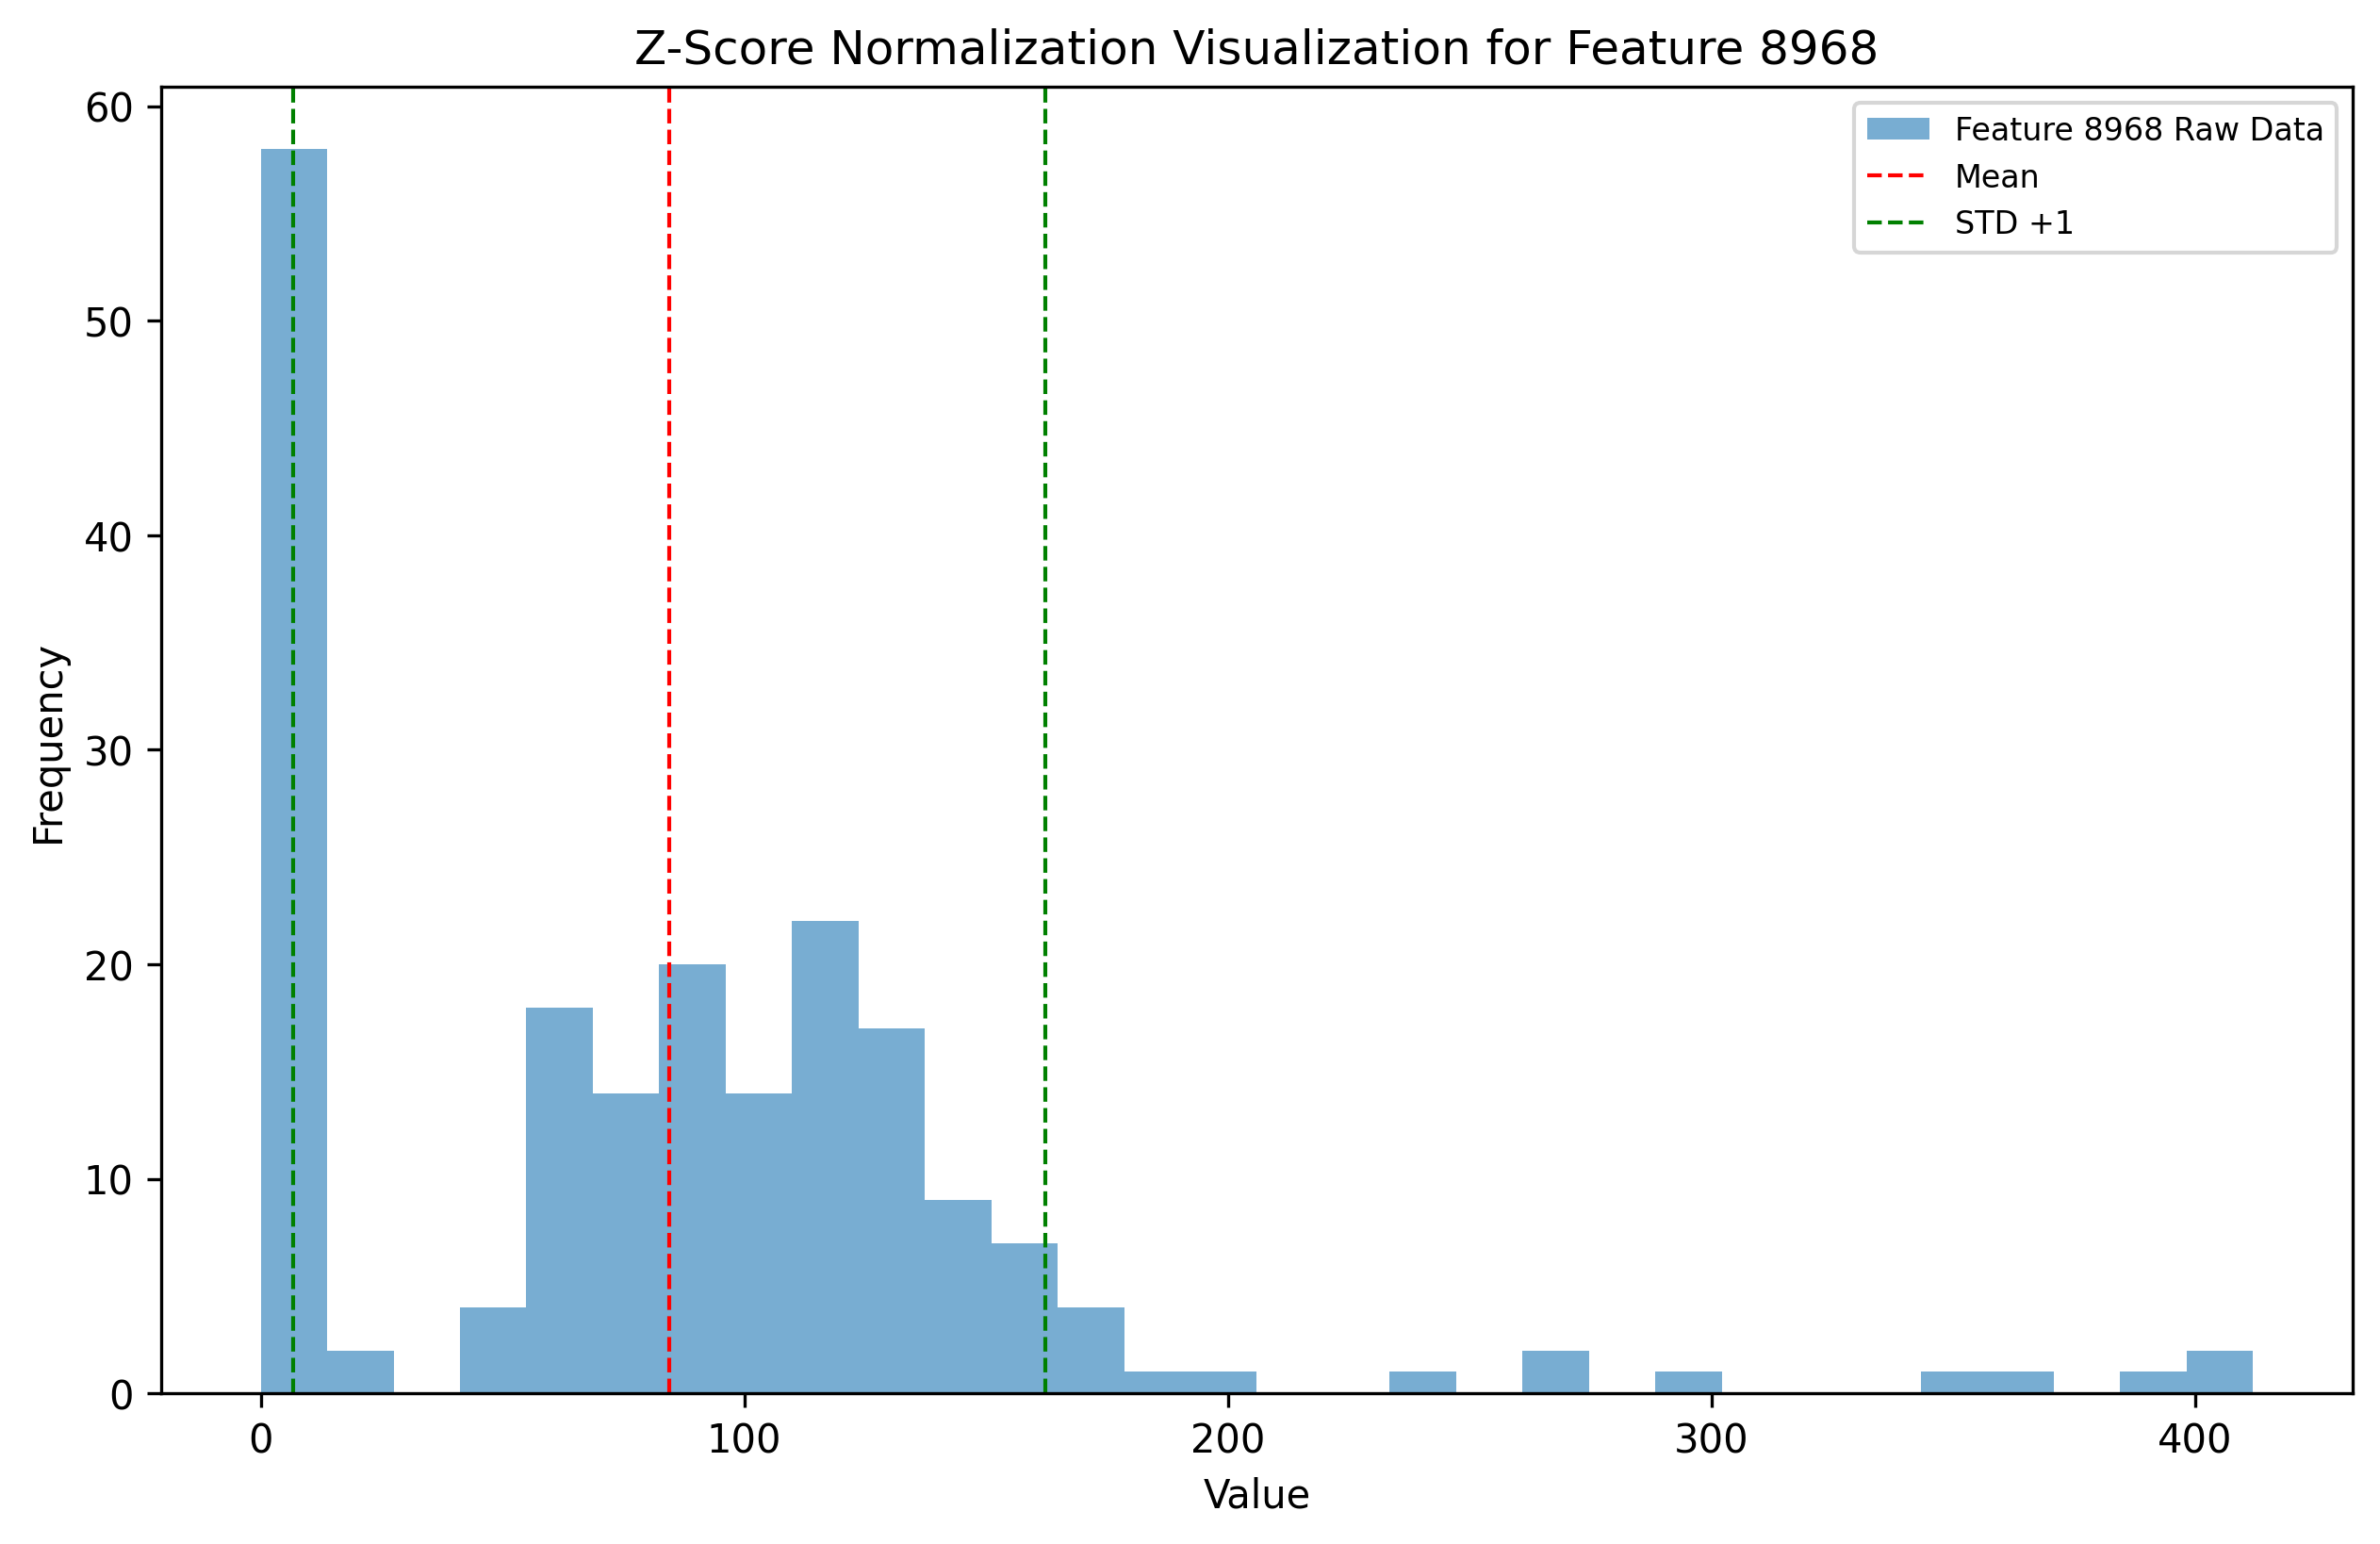 Z-Score Normalization Visualization for Feature 8968
Feature 8968 Raw Data
Mean
STD +1
60
50
40
30
20
10
0
Frequency
0 100 200 300 400
Value